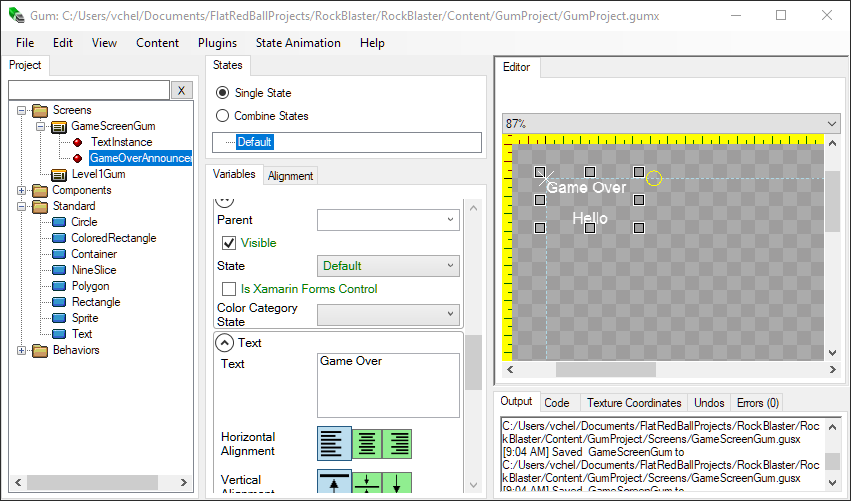 Gum: C:/Users/vchel/Documents/FlatRedBallProjects/RockBlaster/RockBlaster/Content/GumProject/GumProject.gumx
File Edit View Content Plugins State Animation Help
Project
X
Screens
GameScreenGum
TextInstance
GameOverAnnouncer
Level1Gum
Components
Standard
Circle
ColoredRectangle
Container
NineSlice
Polygon
Rectangle
Sprite
Text
Behaviors
States
Single State
Combine States
Default
Variables Alignment
Parent
Visible
State Default
Is Xamarin Forms Control
Color Category
State
Text
Text Game Over
Horizontal
Alignment
Vertical
Alignment
Editor
87%
Game Over
Hello
Output Code Texture Coordinates Undos Errors (0)
C:/Users/vchel/Documents/FlatRedBallProjects/RockBlaster/Roc
kBlaster/Content/GumProject/Screens/GameScreenGum.gusx
[9:04 AM] Saved GameScreenGum to
C:/Users/vchel/Documents/FlatRedBallProjects/RockBlaster/Roc
kBlaster/Content/GumProject/Screens/GameScreenGum.gusx
[9:04 AM] Saved GameScreenGum to